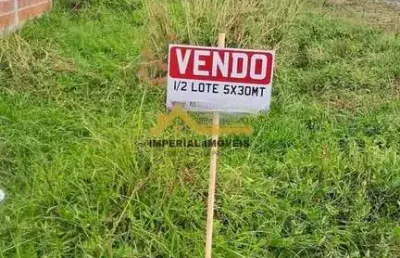 VENDO
1/2 LOTE 5X30MT
IMPERIAL IMÓVEIS